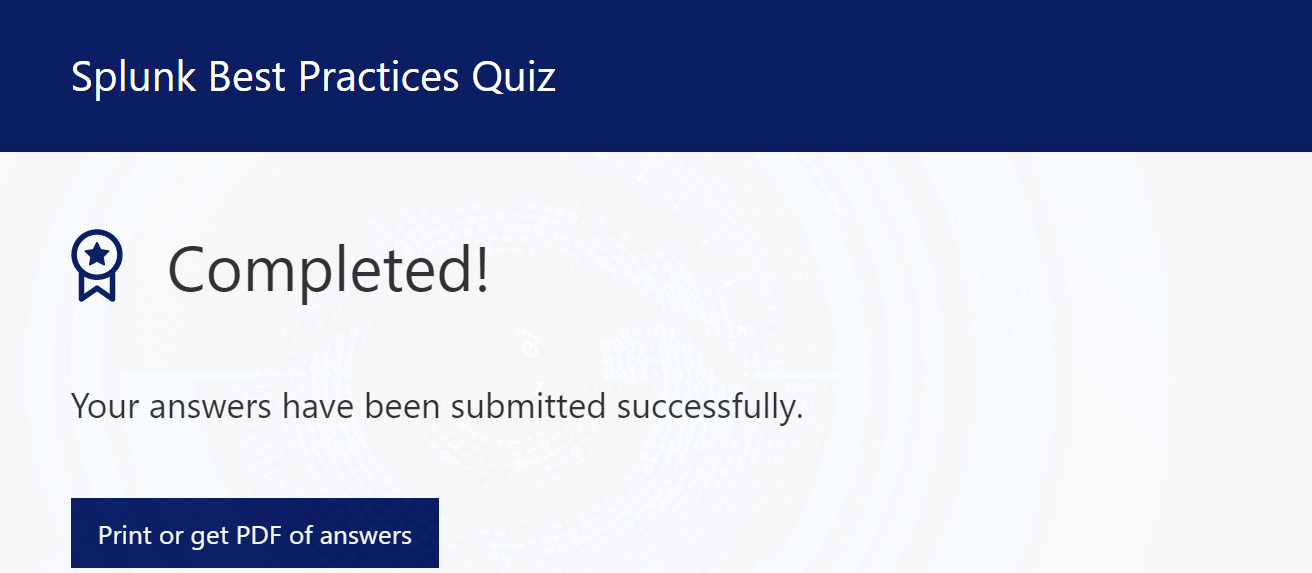 Splunk Best Practices Quiz
Completed!
Your answers have been submitted successfully.
Print or get PDF of answers